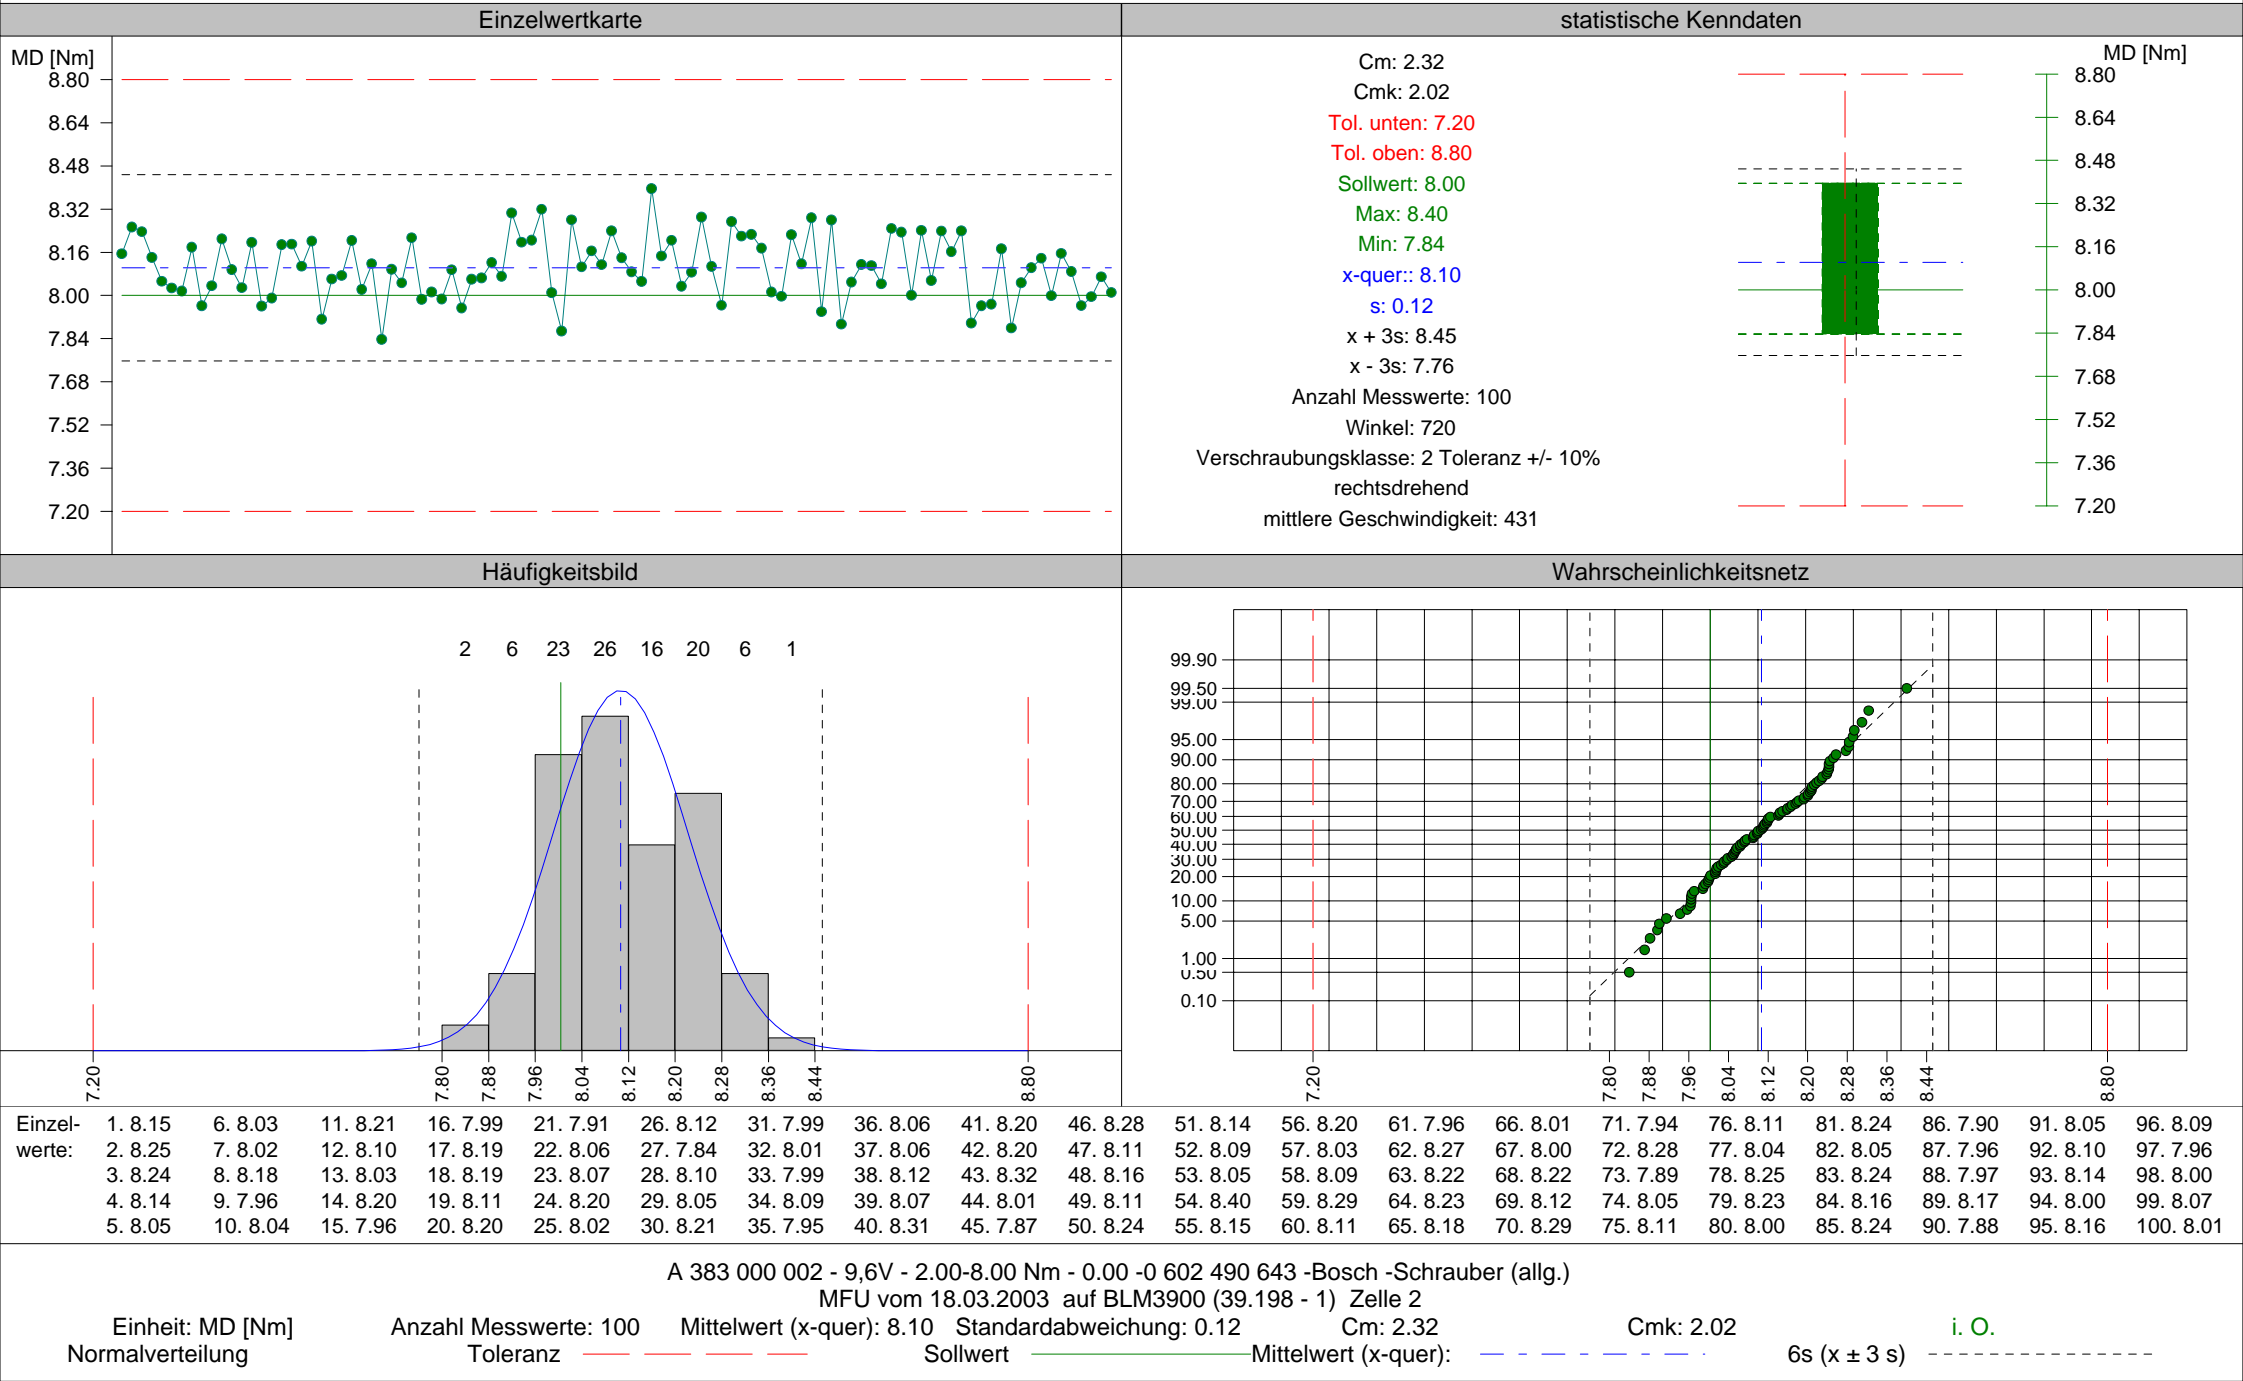 Einzelwertkarte
MD [Nm]
8.80
8.64
8.48
8.32
8.16
8.00
7.84
7.68
7.52
7.36
7.20
statistische Kenndaten
Cm: 2.32
Cmk: 2.02
Tol. unten: 7.20
Tol. oben: 8.80
Sollwert: 8.00
Max: 8.40
Min: 7.84
x-quer:: 8.10
s: 0.12
x + 3s: 8.45
x - 3s: 7.76
Anzahl Messwerte: 100
Winkel: 720
Verschraubungsklasse: 2 Toleranz +/- 10%
rechtsdrehend
mittlere Geschwindigkeit: 431
MD [Nm]
8.80
8.64
8.48
8.32
8.16
8.00
7.84
7.68
7.52
7.36
7.20
Häufigkeitsbild
2 6 23 26 16 20 6 1
7.20 7.80 7.88 7.96 8.04 8.12 8.20 8.28 8.36 8.44 8.80
Wahrscheinlichkeitsnetz
99.90
99.50
99.00
95.00
90.00
80.00
70.00
60.00
50.00
40.00
30.00
20.00
10.00
5.00
1.00
0.50
0.10
7.20 7.80 7.88 7.96 8.04 8.12 8.20 8.28 8.36 8.44 8.80
Einzel- 1. 8.15 6. 8.03 11. 8.21 16. 7.99 21. 7.91 26. 8.12 31. 7.99 36. 8.06 41. 8.20 46. 8.28 51. 8.14 56. 8.20 61. 7.96 66. 8.01 71. 7.94 76. 8.11 81. 8.24 86. 7.90 91. 8.05 96. 8.09
werte: 2. 8.25 7. 8.02 12. 8.10 17. 8.19 22. 8.06 27. 7.84 32. 8.01 37. 8.06 42. 8.20 47. 8.11 52. 8.09 57. 8.03 62. 8.27 67. 8.00 72. 8.28 77. 8.04 82. 8.05 87. 7.96 92. 8.10 97. 7.96
3. 8.24 8. 8.18 13. 8.03 18. 8.19 23. 8.07 28. 8.10 33. 7.99 38. 8.12 43. 8.32 48. 8.16 53. 8.05 58. 8.09 63. 8.22 68. 8.22 73. 7.89 78. 8.25 83. 8.24 88. 7.97 93. 8.14 98. 8.00
4. 8.14 9. 7.96 14. 8.20 19. 8.11 24. 8.20 29. 8.05 34. 8.09 39. 8.07 44. 8.01 49. 8.11 54. 8.40 59. 8.29 64. 8.23 69. 8.12 74. 8.05 79. 8.23 84. 8.16 89. 8.17 94. 8.00 99. 8.07
5. 8.05 10. 8.04 15. 7.96 20. 8.20 25. 8.02 30. 8.21 35. 7.95 40. 8.31 45. 7.87 50. 8.24 55. 8.15 60. 8.11 65. 8.18 70. 8.29 75. 8.11 80. 8.00 85. 8.24 90. 7.88 95. 8.16 100. 8.01
A 383 000 002 - 9,6V - 2.00-8.00 Nm - 0.00 -0 602 490 643 -Bosch -Schrauber (allg.)
MFU vom 18.03.2003 auf BLM3900 (39.198 - 1) Zelle 2
Einheit: MD [Nm] Anzahl Messwerte: 100 Mittelwert (x-quer): 8.10 Standardabweichung: 0.12 Cm: 2.32 Cmk: 2.02 i. O.
Normalverteilung Toleranz Sollwert Mittelwert (x-quer): 6s (x ± 3 s)